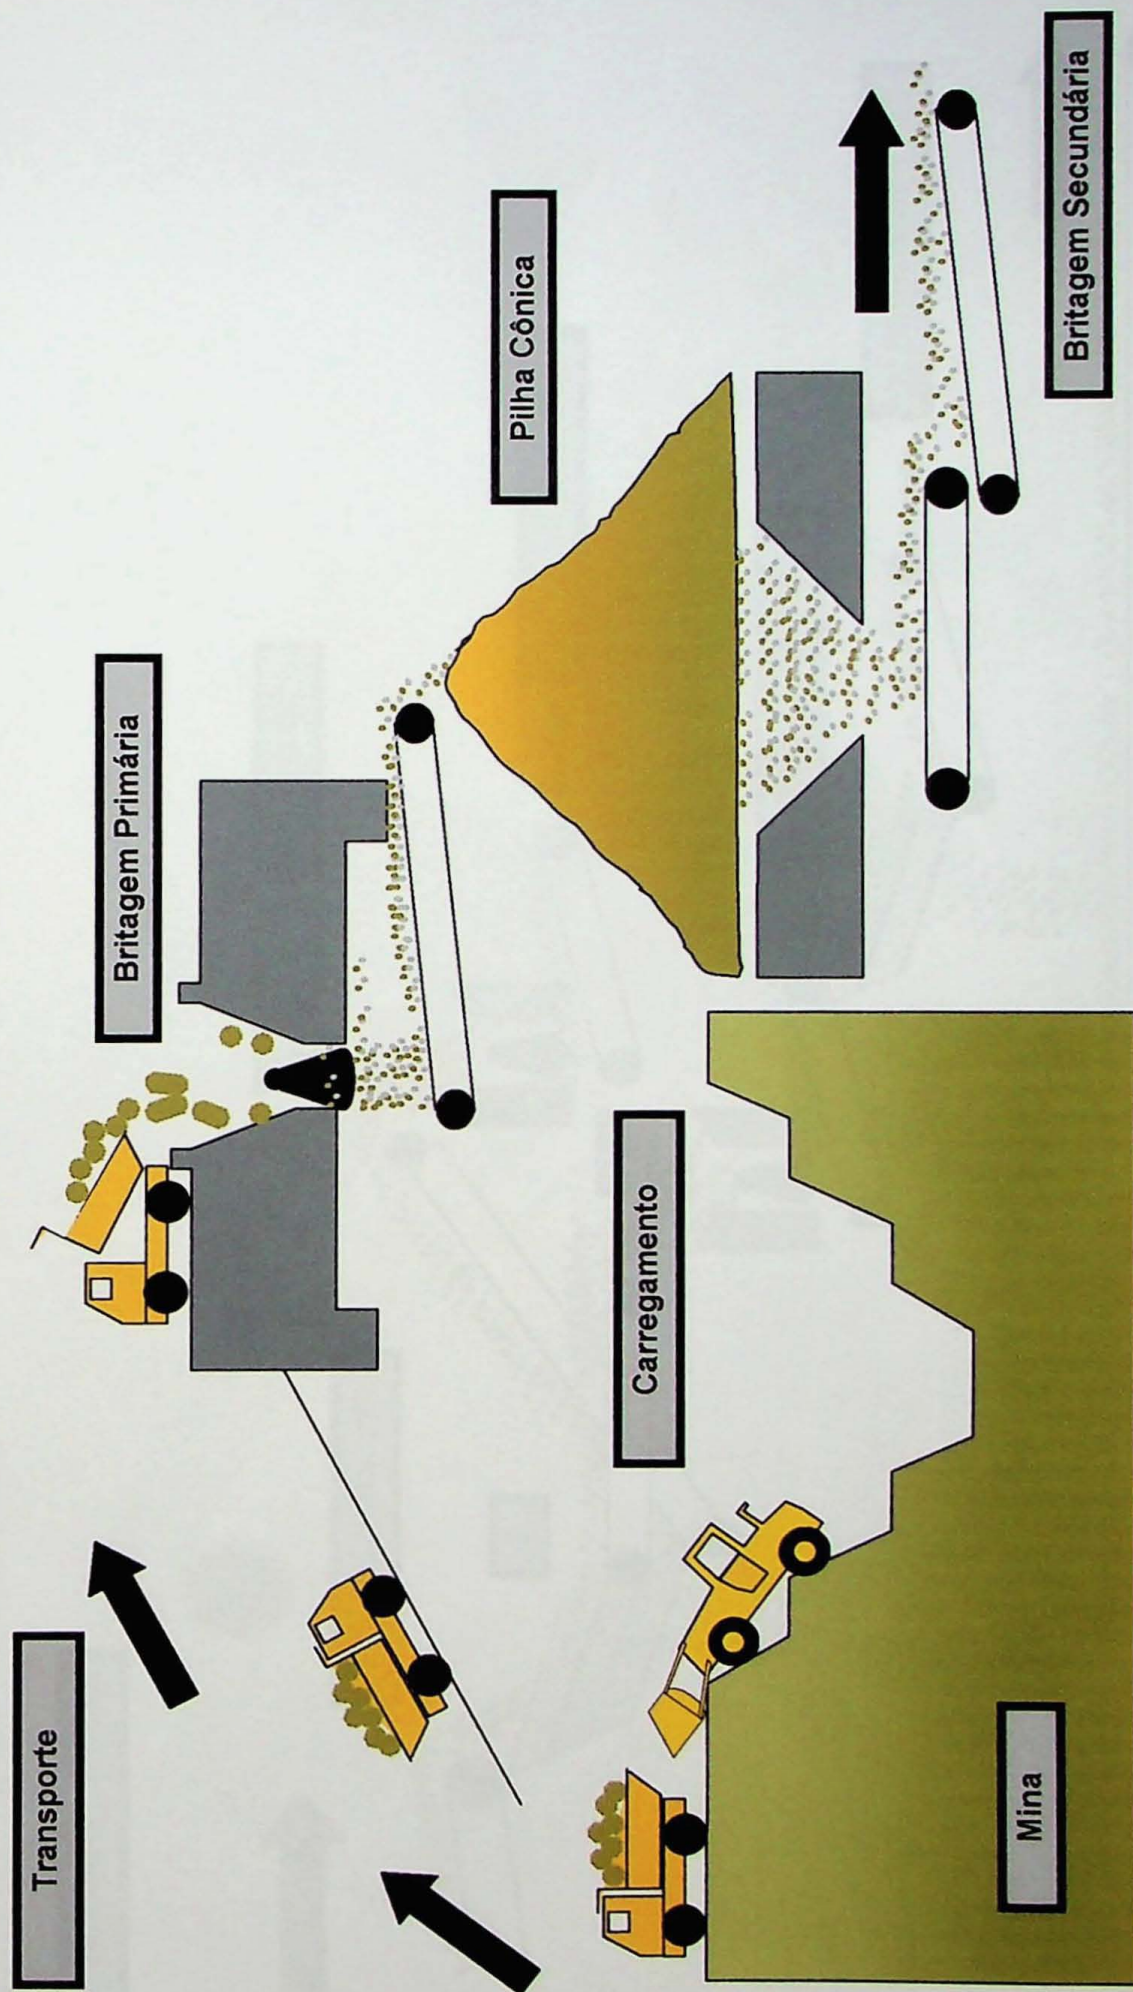 Transporte
Britagem Primária
Pilha Cônica
Carregamento
Mina
Britagem Secundária